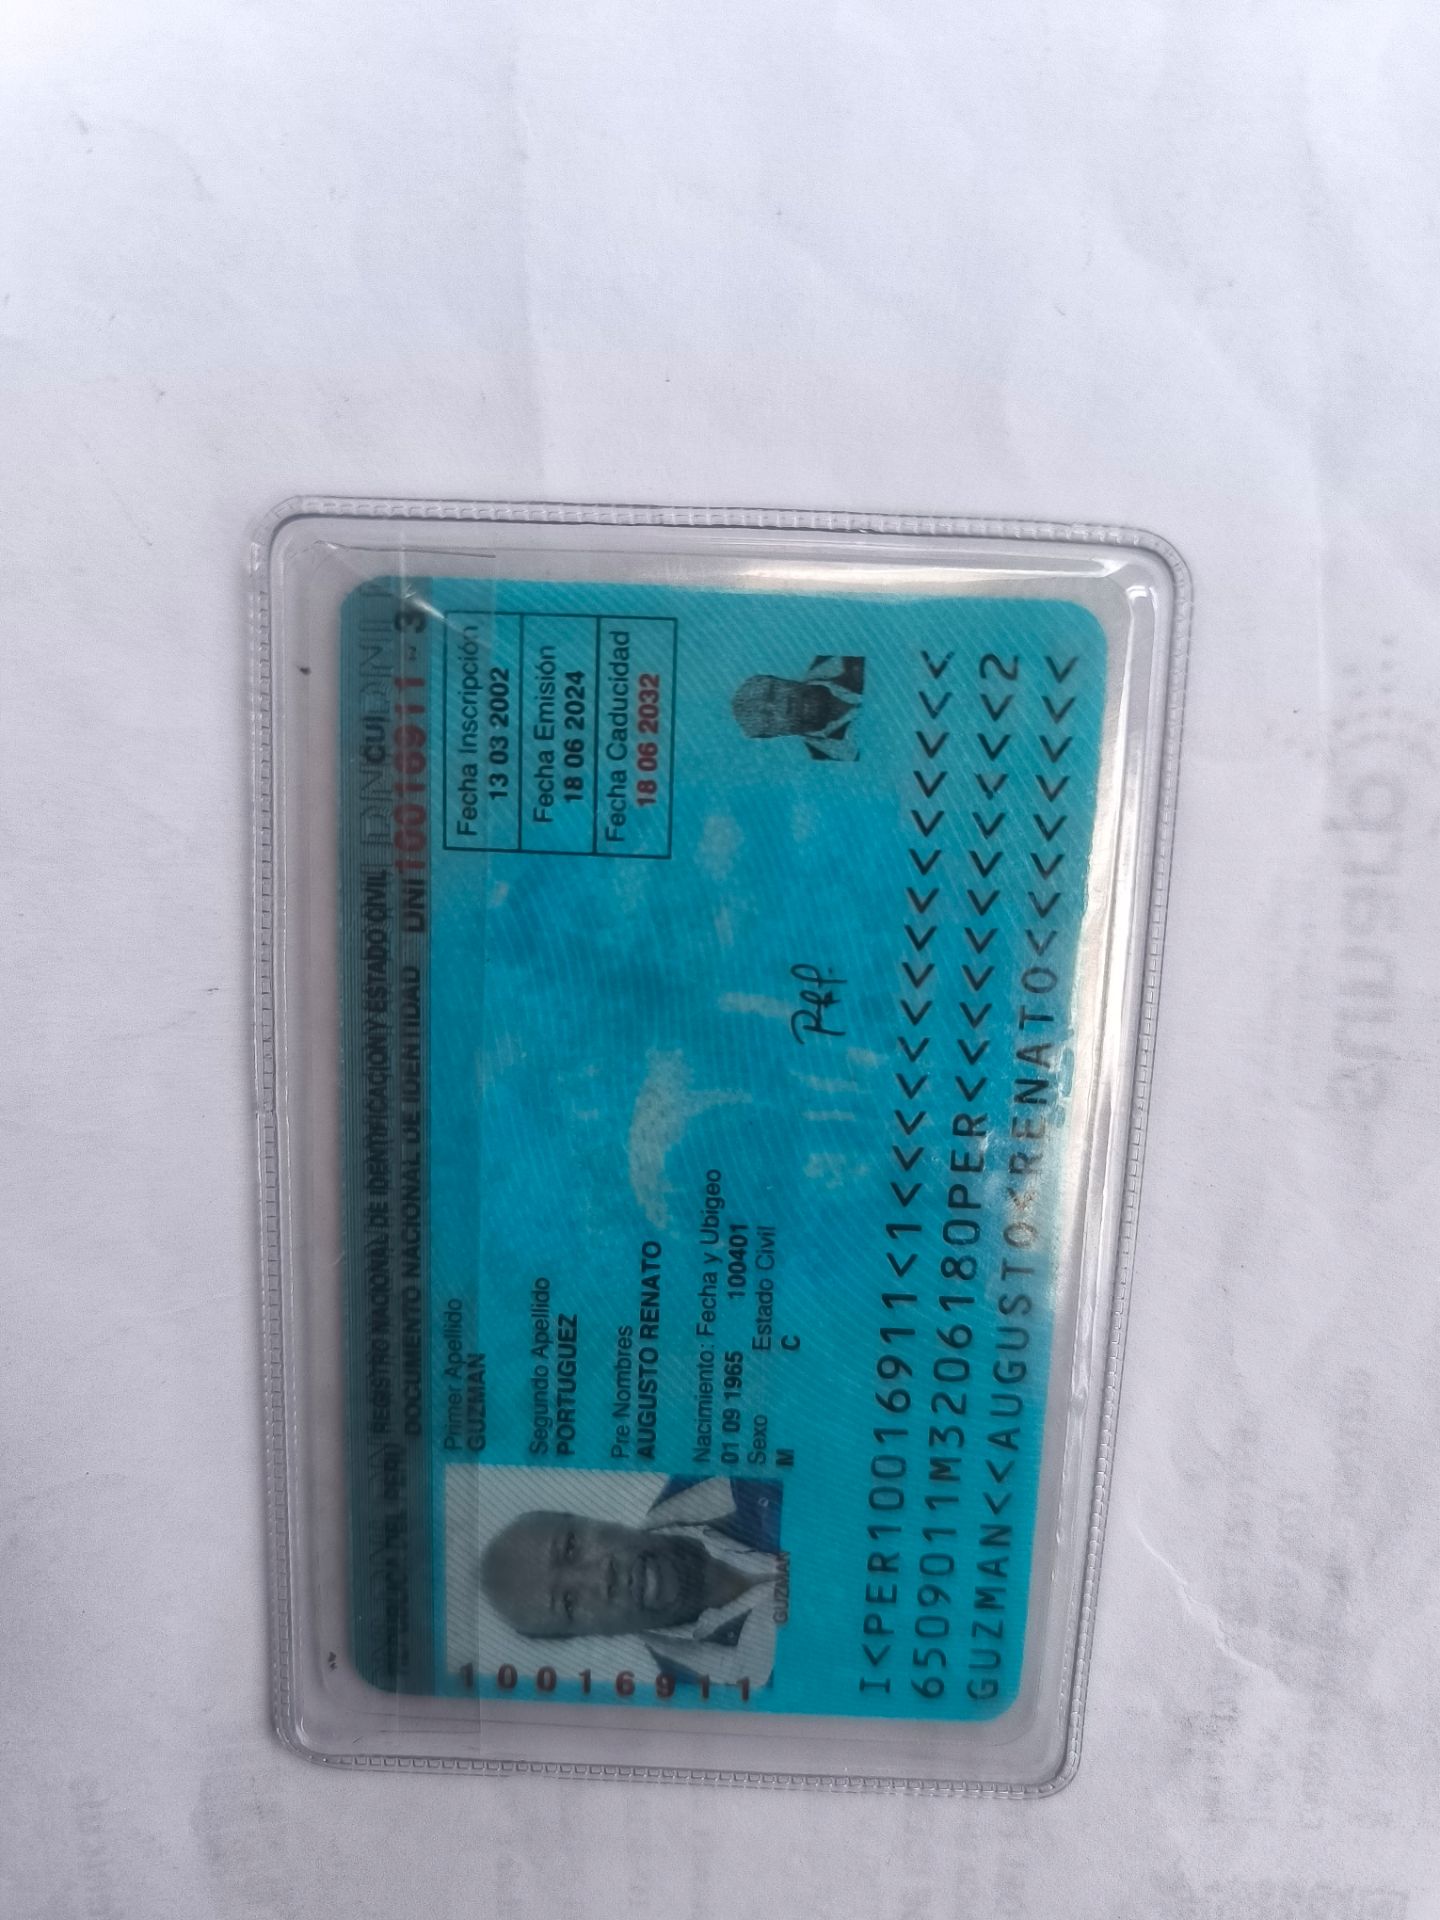 REGISTRO NACIONAL DE IDENTIFICACION Y ESTADO CIVIL
CUI
DOCUMENTO NACIONAL DE IDENTIDAD DNI 10016911 - 3
Primer Apellido
GUZMAN
Segundo Apellido
PORTUGUEZ
Pre Nombres
AUGUSTO RENATO
Nacimiento: Fecha y Ubigeo
01 09 1965 100401
Sexo Estado Civil
M C
Fecha Inscripción
13 03 2002
Fecha Emisión
18 06 2024
Fecha Caducidad
18 06 2032
10016911
GUZMAN
I<PER10016911<1<<<<<<<<<<<<<<<
6509011M3206180PER<<<<<<<<<<<2
GUZMAN<<AUGUSTO<RENATO<<<<<<<<